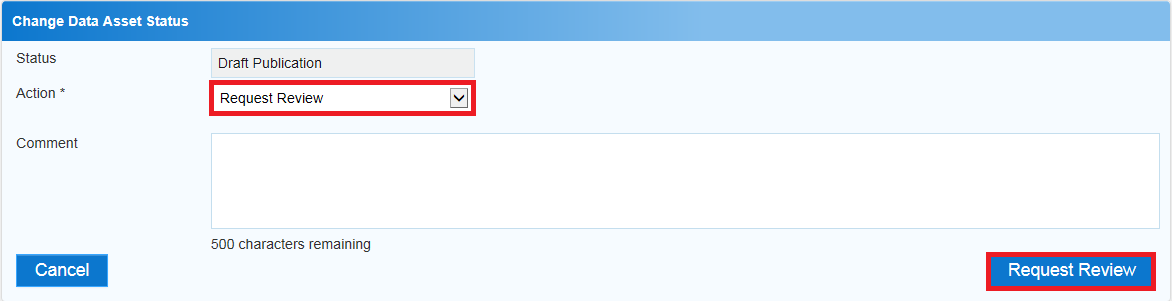 Change Data Asset Status
Status
Draft Publication
Action *
Request Review
Comment
500 characters remaining
Cancel
Request Review